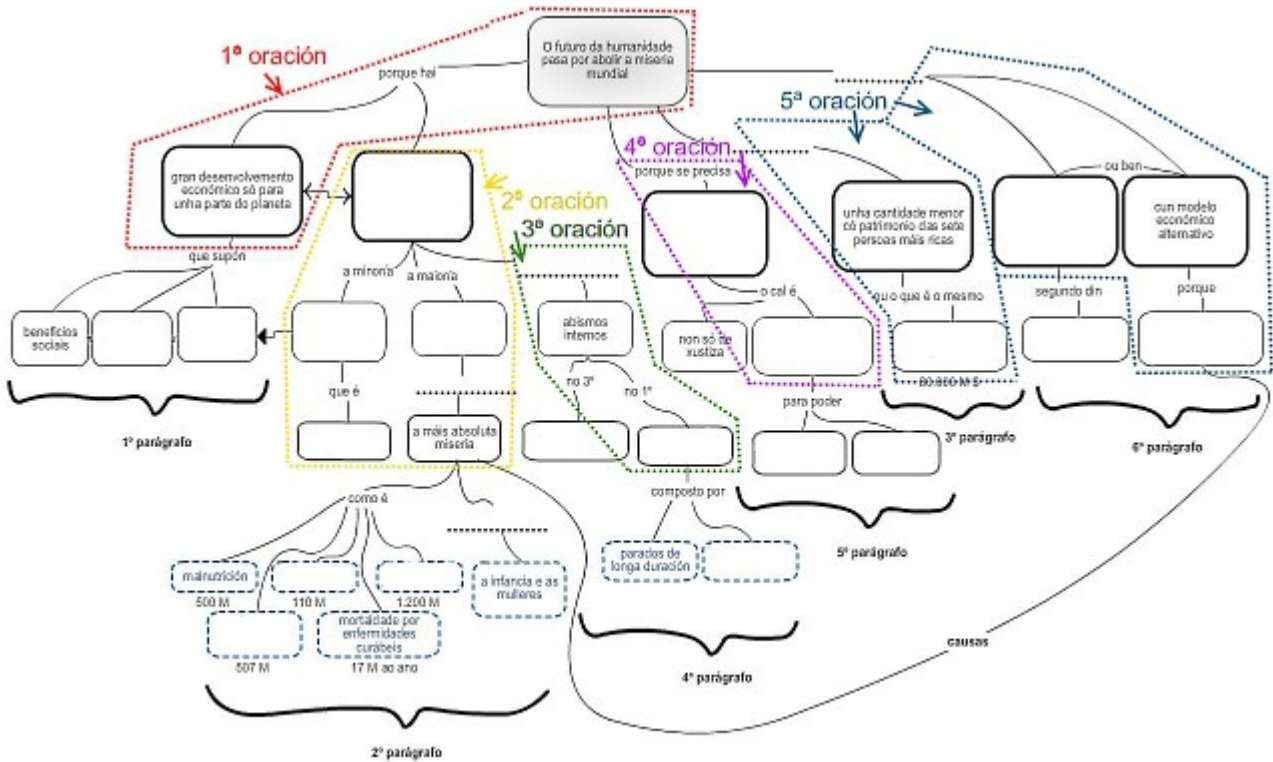 O futuro da humanidade
pasa por abolir a miseria
mundial
1ª oración
porque hai
5ª oración
4ª oración
porque se precisa
ou ben
gran desenvolvemento
económico só para
unha parte do planeta
2ª oración
3ª oración
unha cantidade menor
có patrimonio das sete
persoas máis ricas
cun modelo
económico
alternativo
que supón
a minoría
a maioría
o cal é
ou o que é o mesmo
segundo din
porque
beneficios
sociais
abismos
internos
non só de
xustiza
que é
no 3º
no 1º
80.800 M $
para poder
1º parágrafo
a máis absoluta
miseria
3º parágrafo
6º parágrafo
como é
composto por
malnutrición
parados de
longa duración
a infancia e as
mulleres
5º parágrafo
500 M
110 M
1.200 M
mortalidade por
enfermidades
curábeis
507 M
17 M ao ano
causas
4º parágrafo
2º parágrafo